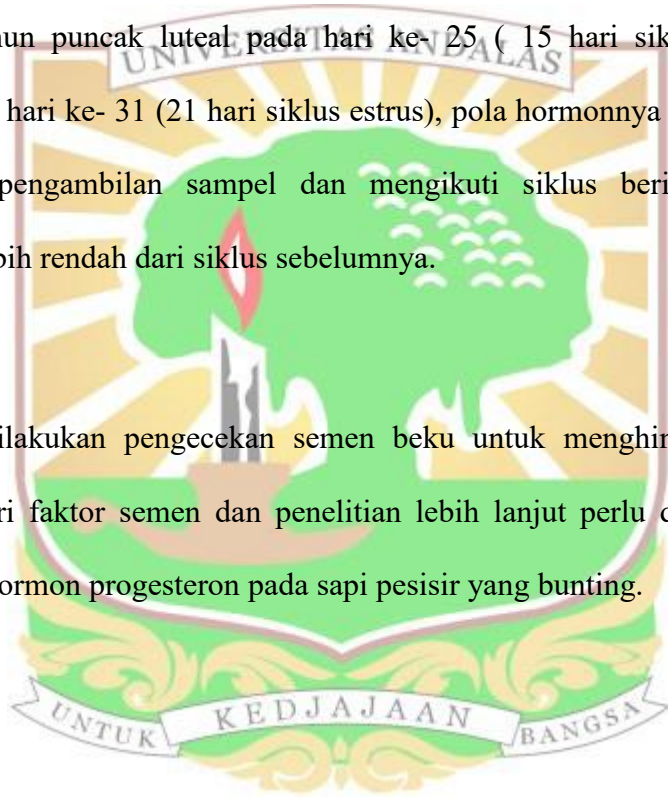 un puncak luteal pada hari ke- 25 ( 15 hari sik
UNIVERSITAS ANDALAS
hari ke- 31 (21 hari siklus estrus), pola hormonnya
pengambilan sampel dan mengikuti siklus beri
bih rendah dari siklus sebelumnya.
ilakukan pengecekan semen beku untuk menghin
ri faktor semen dan penelitian lebih lanjut perlu d
ormon progesteron pada sapi pesisir yang bunting.
UNTUK KEDJAJAAN BANGSA